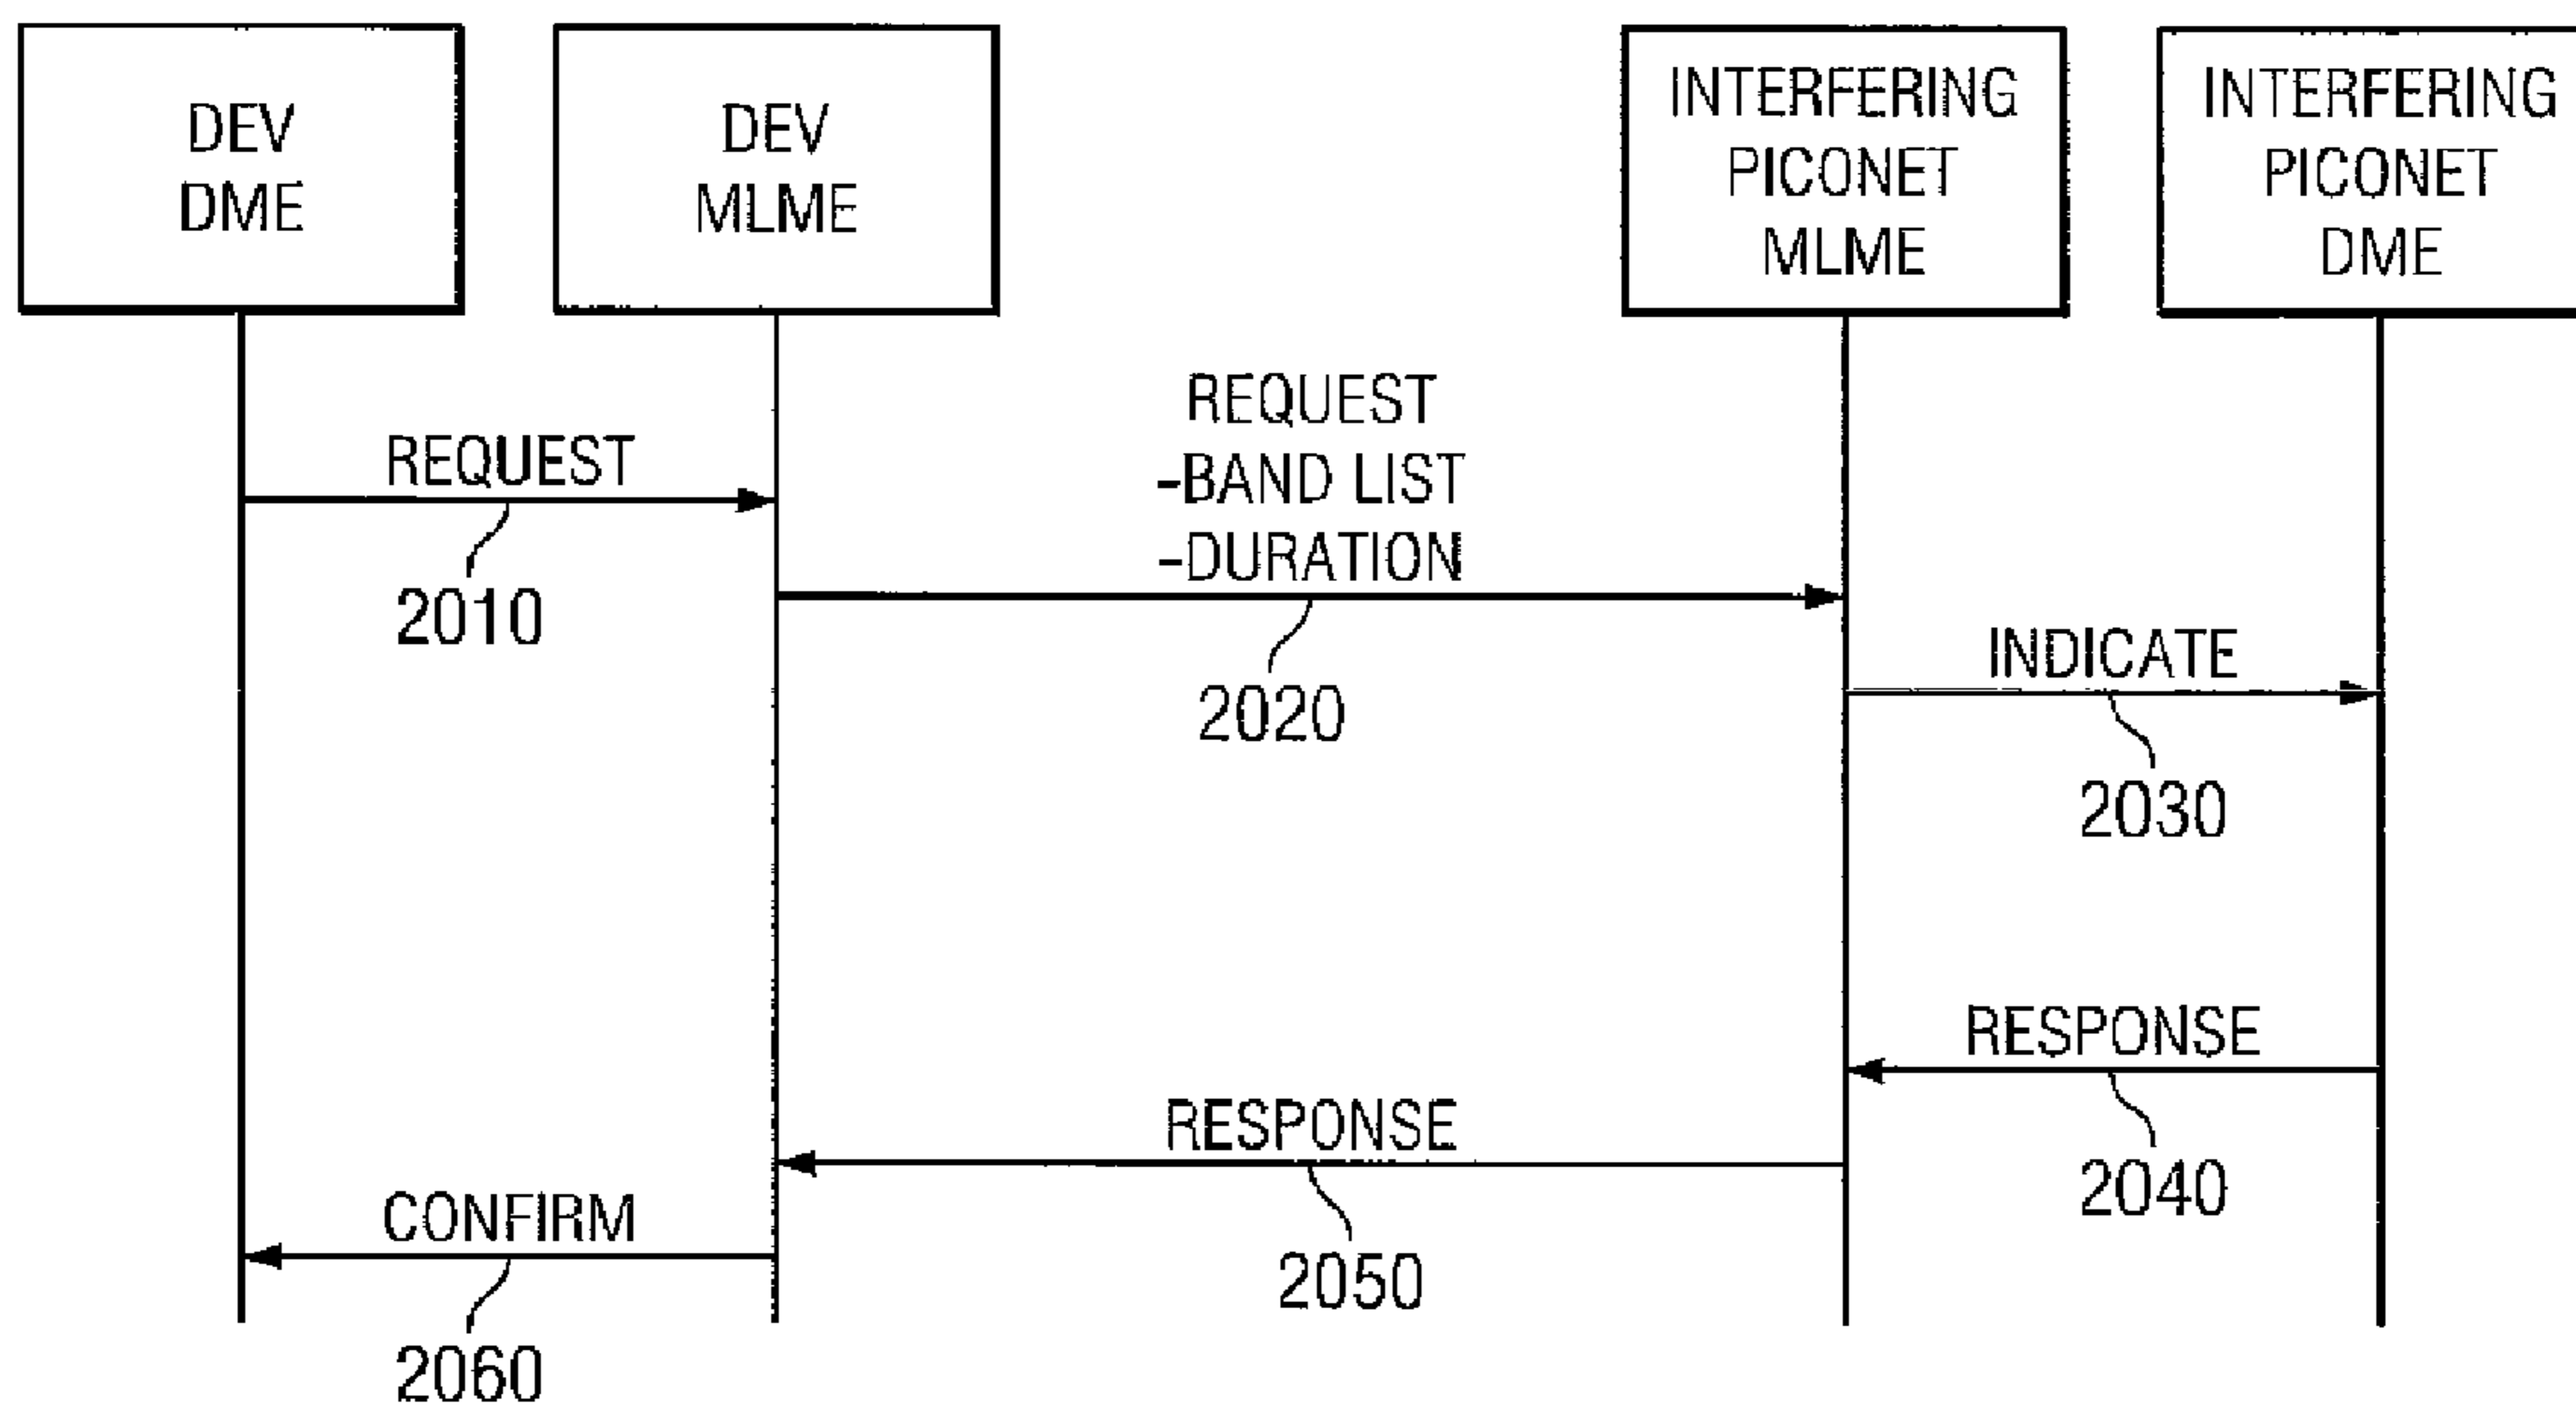 DEV
DME
DEV
MLME
INTERFERING
PICONET
MLME
INTERFERING
PICONET
DME
REQUEST
2010
REQUEST
-BAND LIST
-DURATION
2020
INDICATE
2030
RESPONSE
2040
RESPONSE
2050
CONFIRM
2060